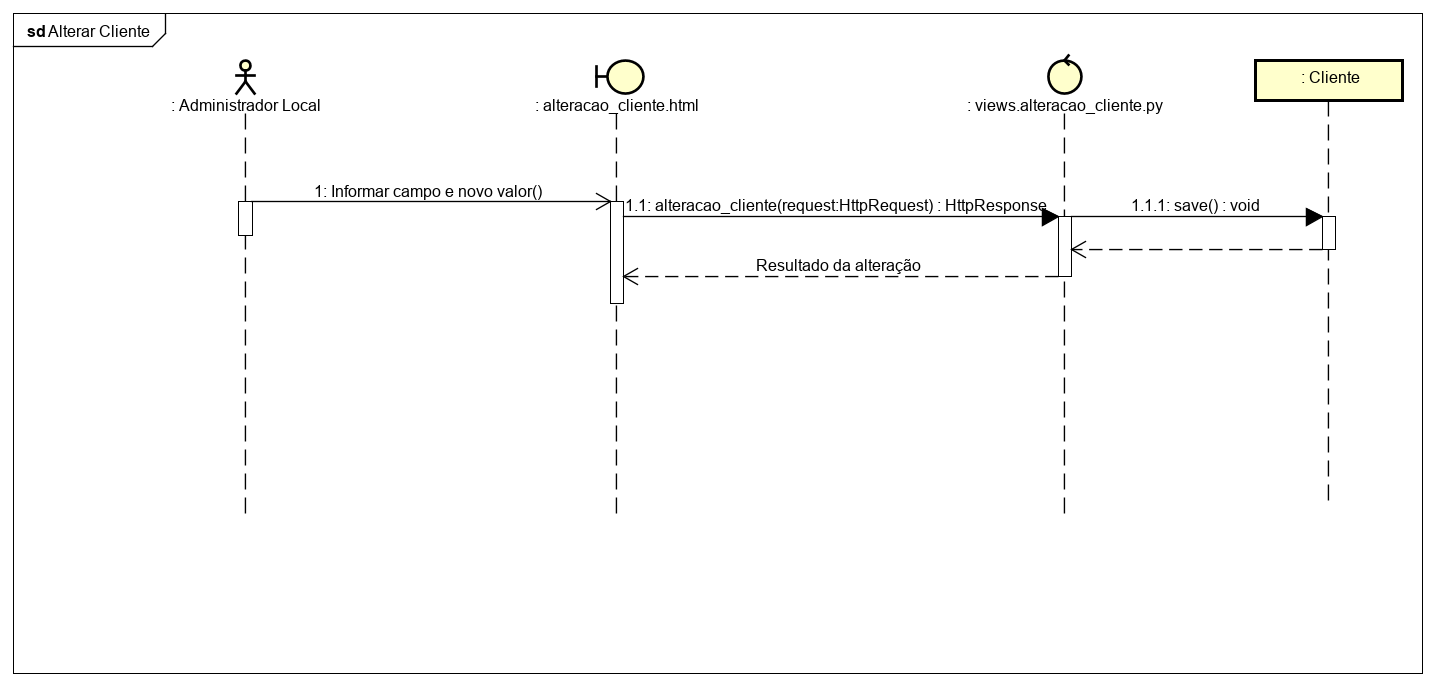 sd Alterar Cliente
: Administrador Local
: alteracao_cliente.html
: views.alteracao_cliente.py
: Cliente
1: Informar campo e novo valor()
1.1: alteracao_cliente(request:HttpRequest) : HttpResponse
1.1.1: save() : void
Resultado da alteração